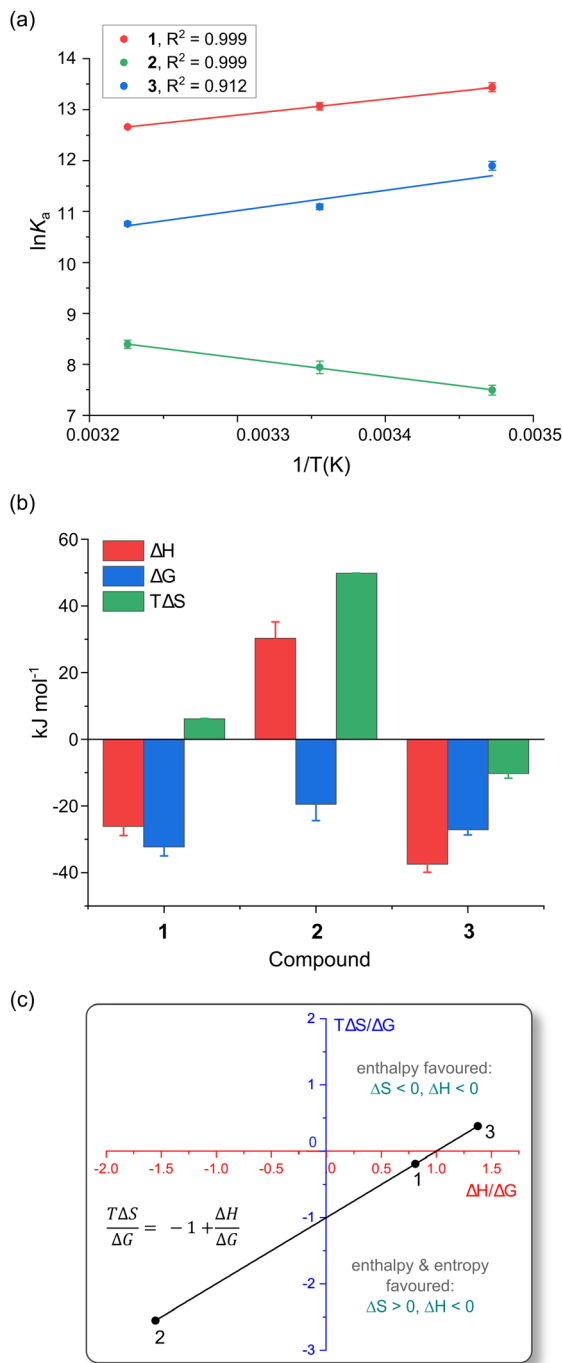 (a)
1, R² = 0.999
2, R² = 0.999
3, R² = 0.912
14
13
12
11
10
9
8
7
lnKₐ
0.0032
0.0033
0.0034
0.0035
1/T(K)
(b)
60
40
20
0
-20
-40
kJ mol⁻¹
ΔH
ΔG
TΔS
1
2
3
Compound
(c)
2
TΔS/ΔG
enthalpy favoured:
ΔS < 0, ΔH < 0
1
3
0
-2.0 -1.5 -1.0 -0.5 0.0 0.5 1.0 1.5
1
ΔH/ΔG
TΔS/ΔG = -1 + ΔH/ΔG
-1
enthalpy & entropy
favoured:
ΔS > 0, ΔH < 0
-2
2
-3